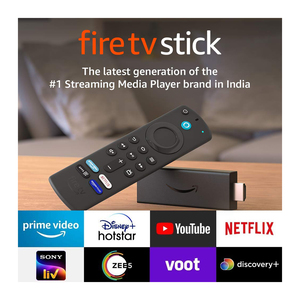 fire tv stick
The latest generation of the
#1 Streaming Media Player brand in India
prime video
Disney+
hotstar
YouTube
NETFLIX
SONY
liv
ZEE5
voot
discovery+